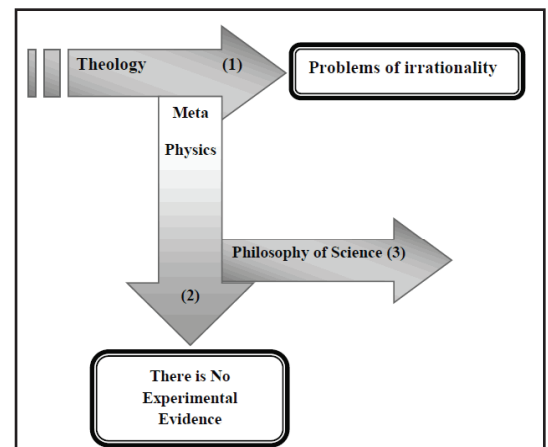 Theology (1)
Problems of irrationality
Meta
Physics
Philosophy of Science (3)
(2)
There is No
Experimental
Evidence